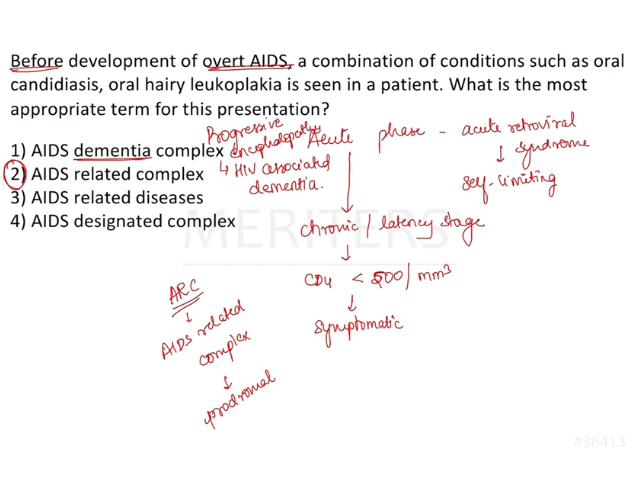 Before development of overt AIDS, a combination of conditions such as oral
candidiasis, oral hairy leukoplakia is seen in a patient. What is the most
appropriate term for this presentation?
1) AIDS dementia complex
2) AIDS related complex
3) AIDS related diseases
4) AIDS designated complex
Progressive
encephalopathy
↳ HIV associated
dementia.
Acute phase - acute retroviral
↓ syndrome
self-limiting
↓
chronic / latency stage
↓
CD4 < 500/mm³
↓
symptomatic
ARC
↓
AIDS related
complex
↓
prodromal
MERITERS
#36413